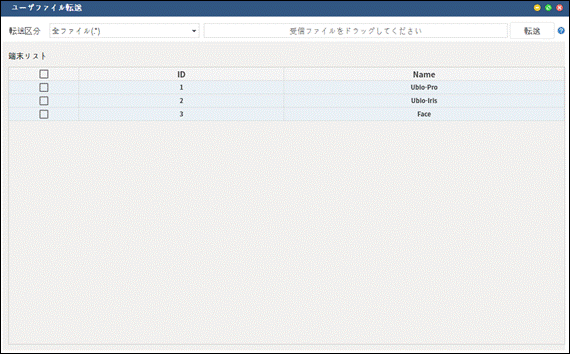 ユーザファイル転送
転送区分 全ファイル(.*) 受信ファイルをドラッグしてください 転送
端末リスト
ID Name
1 Ubio-Pro
2 Ubio-Iris
3 Face